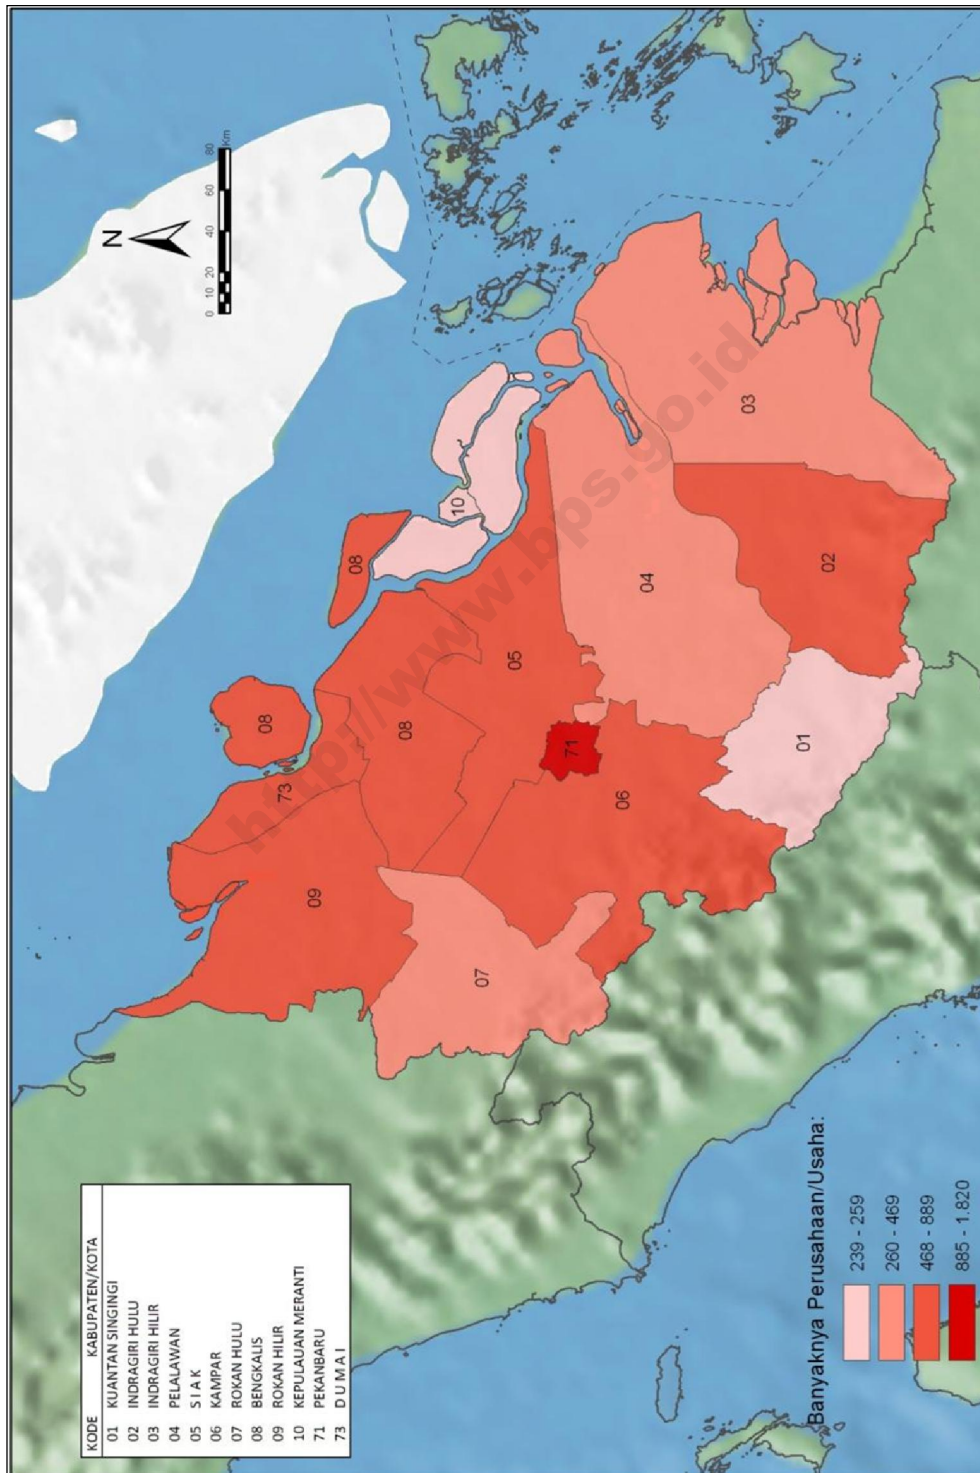 N
0 10 20 40 60 80
Km
09
73
08
08
08
10
07
06
71
05
04
03
01
02
http://www.bps.go.id
KODE KABUPATEN/KOTA
01 KUANTAN SINGINGI
02 INDRAGIRI HULU
03 INDRAGIRI HILIR
04 PELALAWAN
05 S I A K
06 KAMPAR
07 ROKAN HULU
08 BENGKALIS
09 ROKAN HILIR
10 KEPULAUAN MERANTI
71 PEKANBARU
73 D U M A I
Banyaknya Perusahaan/Usaha:
239 - 259
260 - 469
468 - 889
885 - 1.820